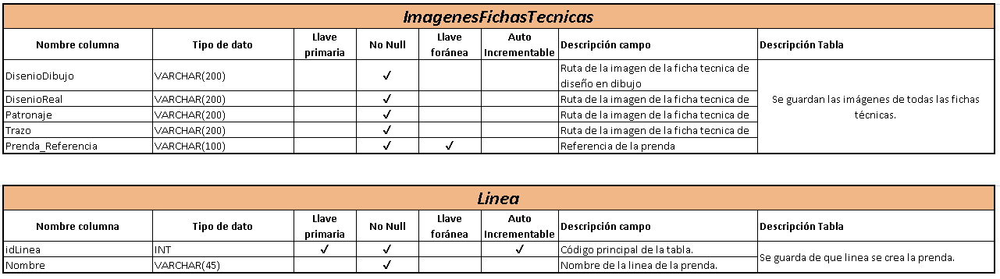 ImagenesFichasTecnicas
Nombre columna Tipo de dato Llave primaria No Null Llave foránea Auto Incrementable Descripción campo Descripción Tabla
DisenioDibujo VARCHAR(200) ✓ Ruta de la imagen de la ficha tecnica de diseño en dibujo
DisenioReal VARCHAR(200) ✓ Ruta de la imagen de la ficha tecnica de
Patronaje VARCHAR(200) ✓ Ruta de la imagen de la ficha tecnica de
Trazo VARCHAR(200) ✓ Ruta de la imagen de la ficha tecnica de
Prenda_Referencia VARCHAR(100) ✓ ✓ Referencia de la prenda
Se guardan las imágenes de todas las fichas técnicas.
Linea
Nombre columna Tipo de dato Llave primaria No Null Llave foránea Auto Incrementable Descripción campo Descripción Tabla
idLinea INT ✓ ✓ ✓ Código principal de la tabla.
Nombre VARCHAR(45) ✓ Nombre de la linea de la prenda.
Se guarda de que linea se crea la prenda.